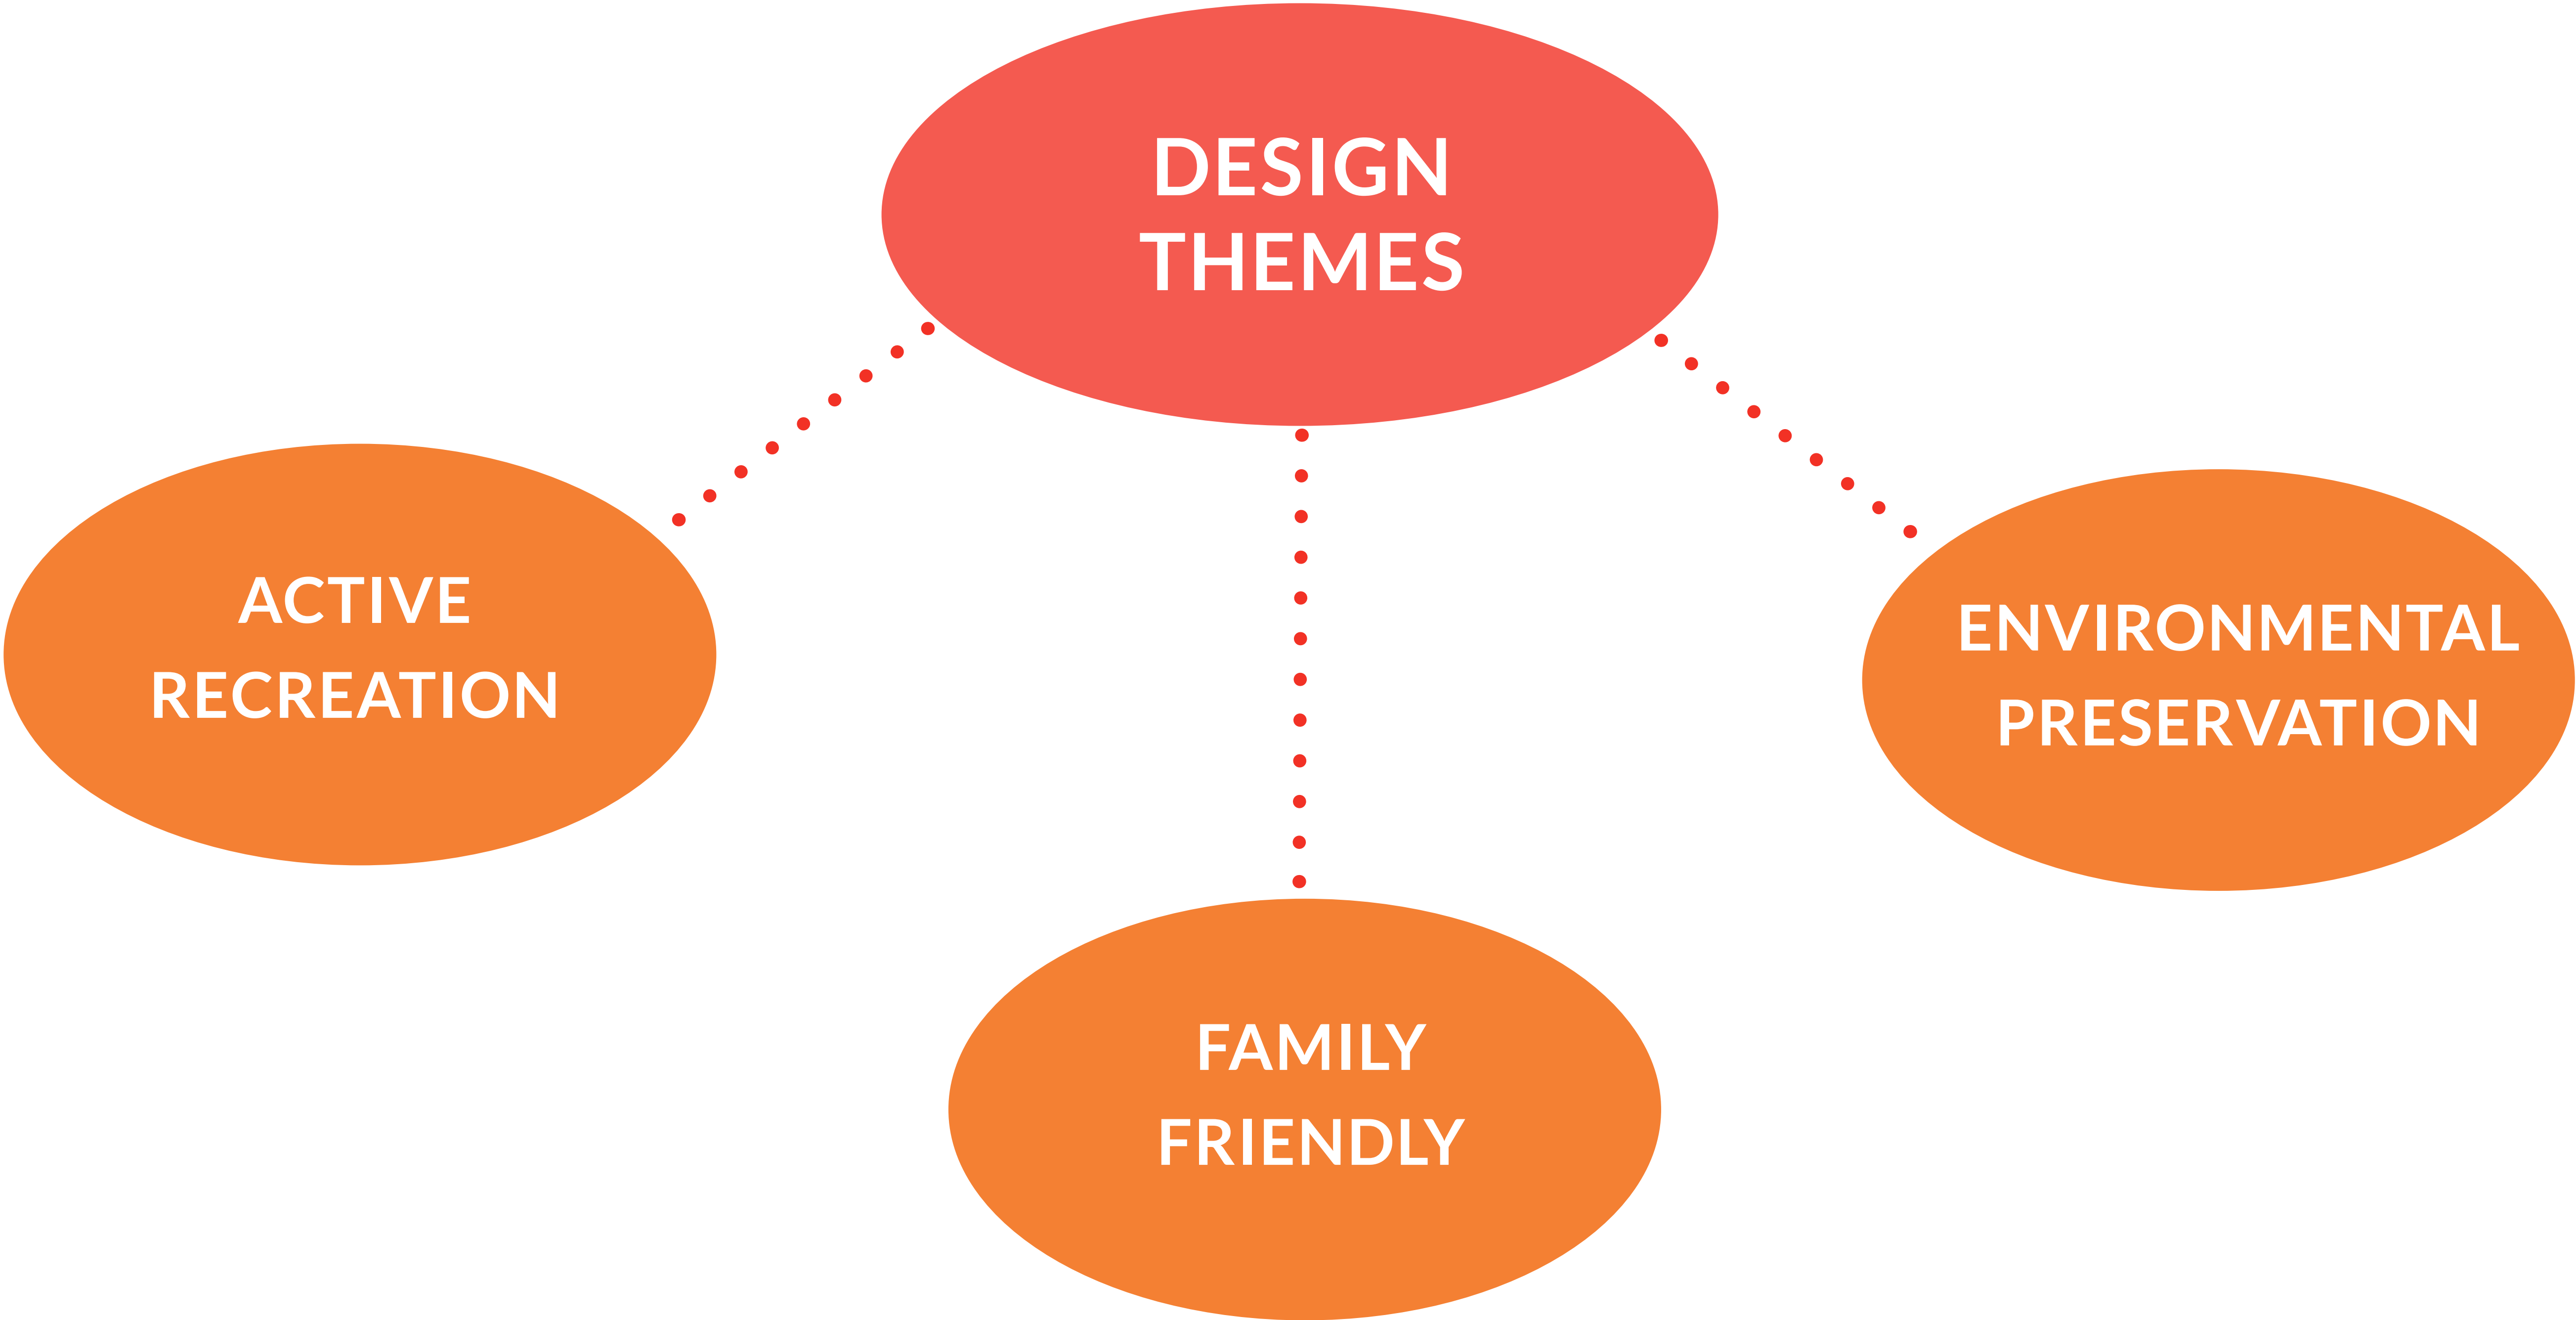 DESIGN
THEMES
ACTIVE
RECREATION
ENVIRONMENTAL
PRESERVATION
FAMILY
FRIENDLY